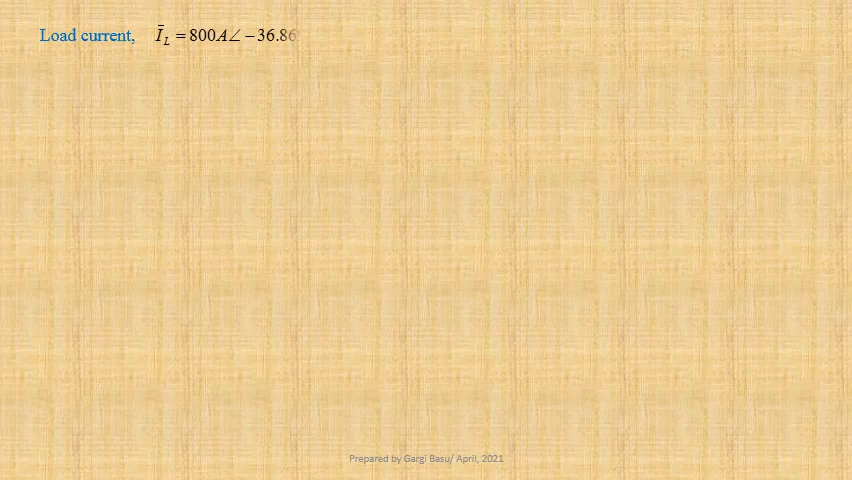 Load current, Ī_L = 800A∠ −36.86
Prepared by Gargi Basu/ April, 2021